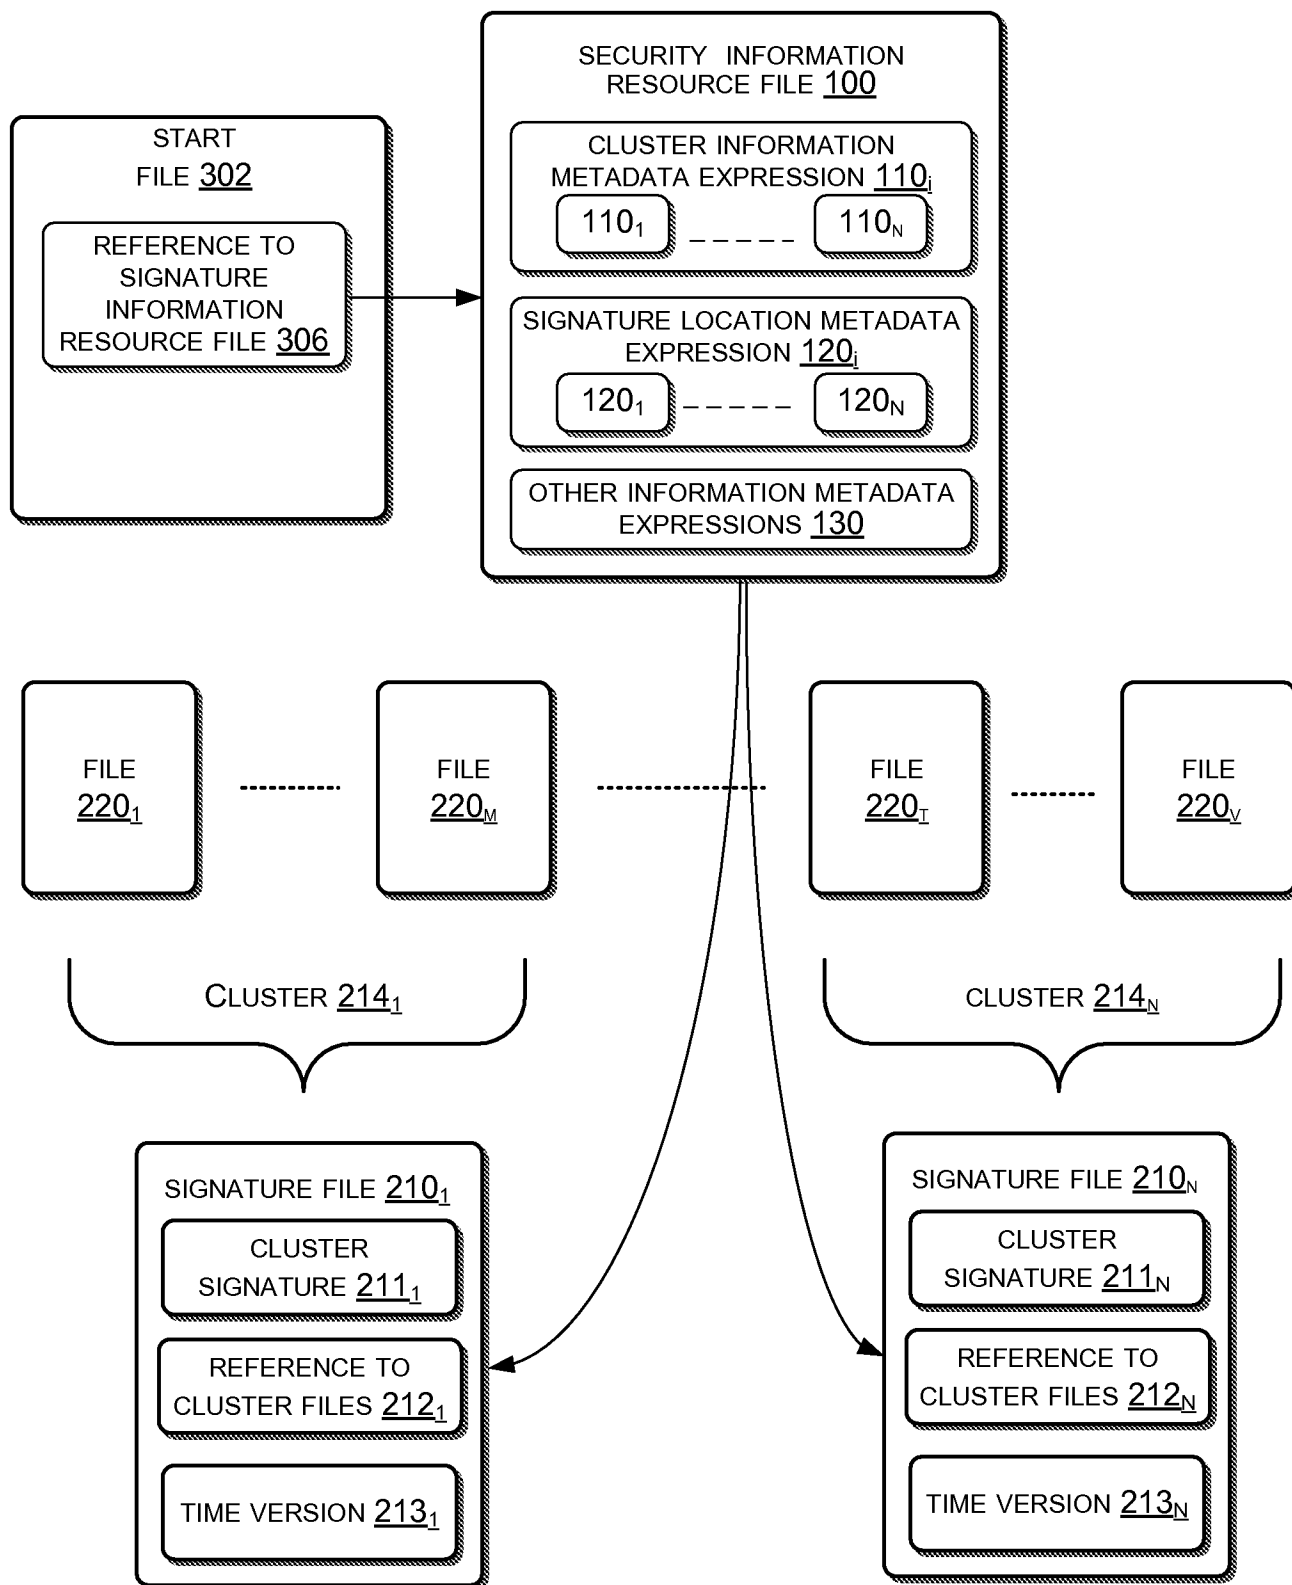 SECURITY INFORMATION
RESOURCE FILE 100
START
FILE 302
REFERENCE TO
SIGNATURE
INFORMATION
RESOURCE FILE 306
CLUSTER INFORMATION
METADATA EXPRESSION 110i
110₁ _ _ _ _ _ 110N
SIGNATURE LOCATION METADATA
EXPRESSION 120i
120₁ _ _ _ _ _ 120N
OTHER INFORMATION METADATA
EXPRESSIONS 130
FILE
220₁
FILE
220M
FILE
220T
FILE
220V
CLUSTER 214₁
CLUSTER 214N
SIGNATURE FILE 210₁
CLUSTER
SIGNATURE 211₁
REFERENCE TO
CLUSTER FILES 212₁
TIME VERSION 213₁
SIGNATURE FILE 210N
CLUSTER
SIGNATURE 211N
REFERENCE TO
CLUSTER FILES 212N
TIME VERSION 213N